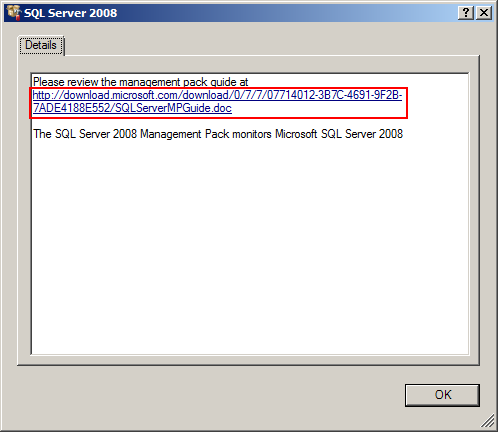 SQL Server 2008
Details
Please review the management pack guide at
http://download.microsoft.com/download/0/7/7/07714012-3B7C-4691-9F2B-
7ADE4188E552/SQLServerMPGuide.doc
The SQL Server 2008 Management Pack monitors Microsoft SQL Server 2008
OK